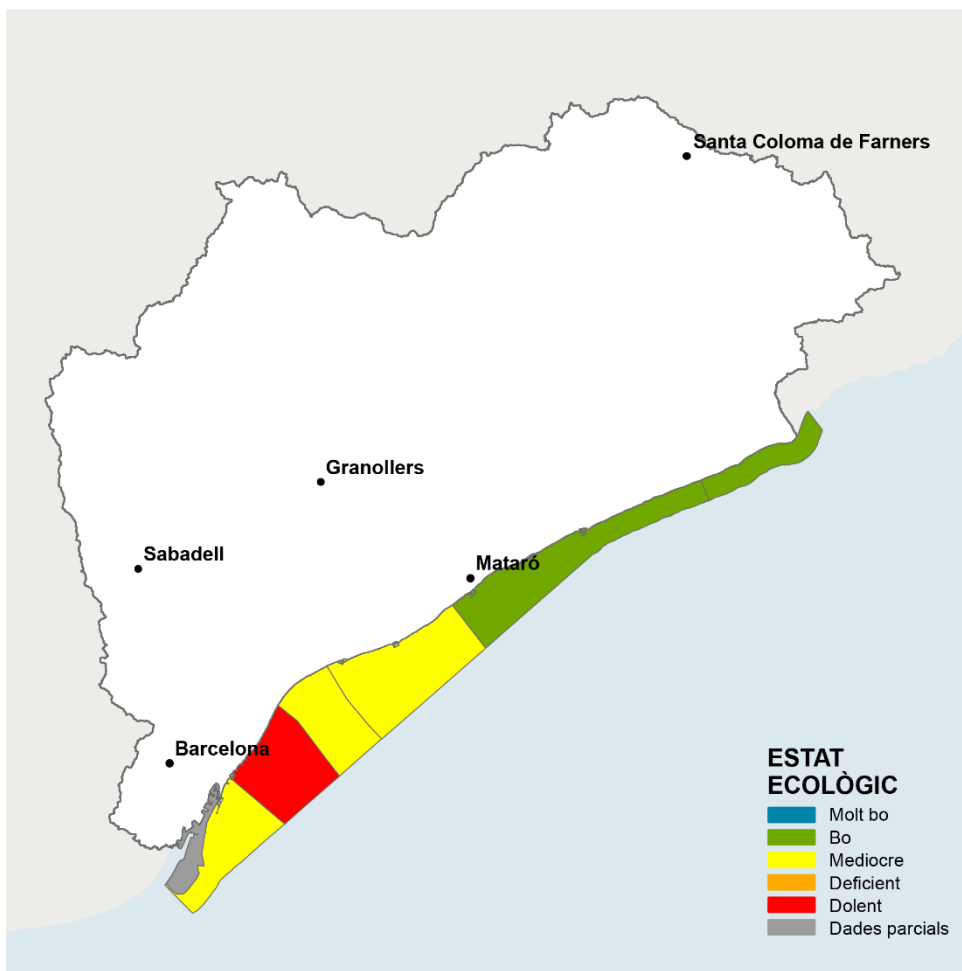 Santa Coloma de Farners
Granollers
Sabadell
Mataró
Barcelona
ESTAT
ECOLÒGIC
Molt bo
Bo
Mediocre
Deficient
Dolent
Dades parcials